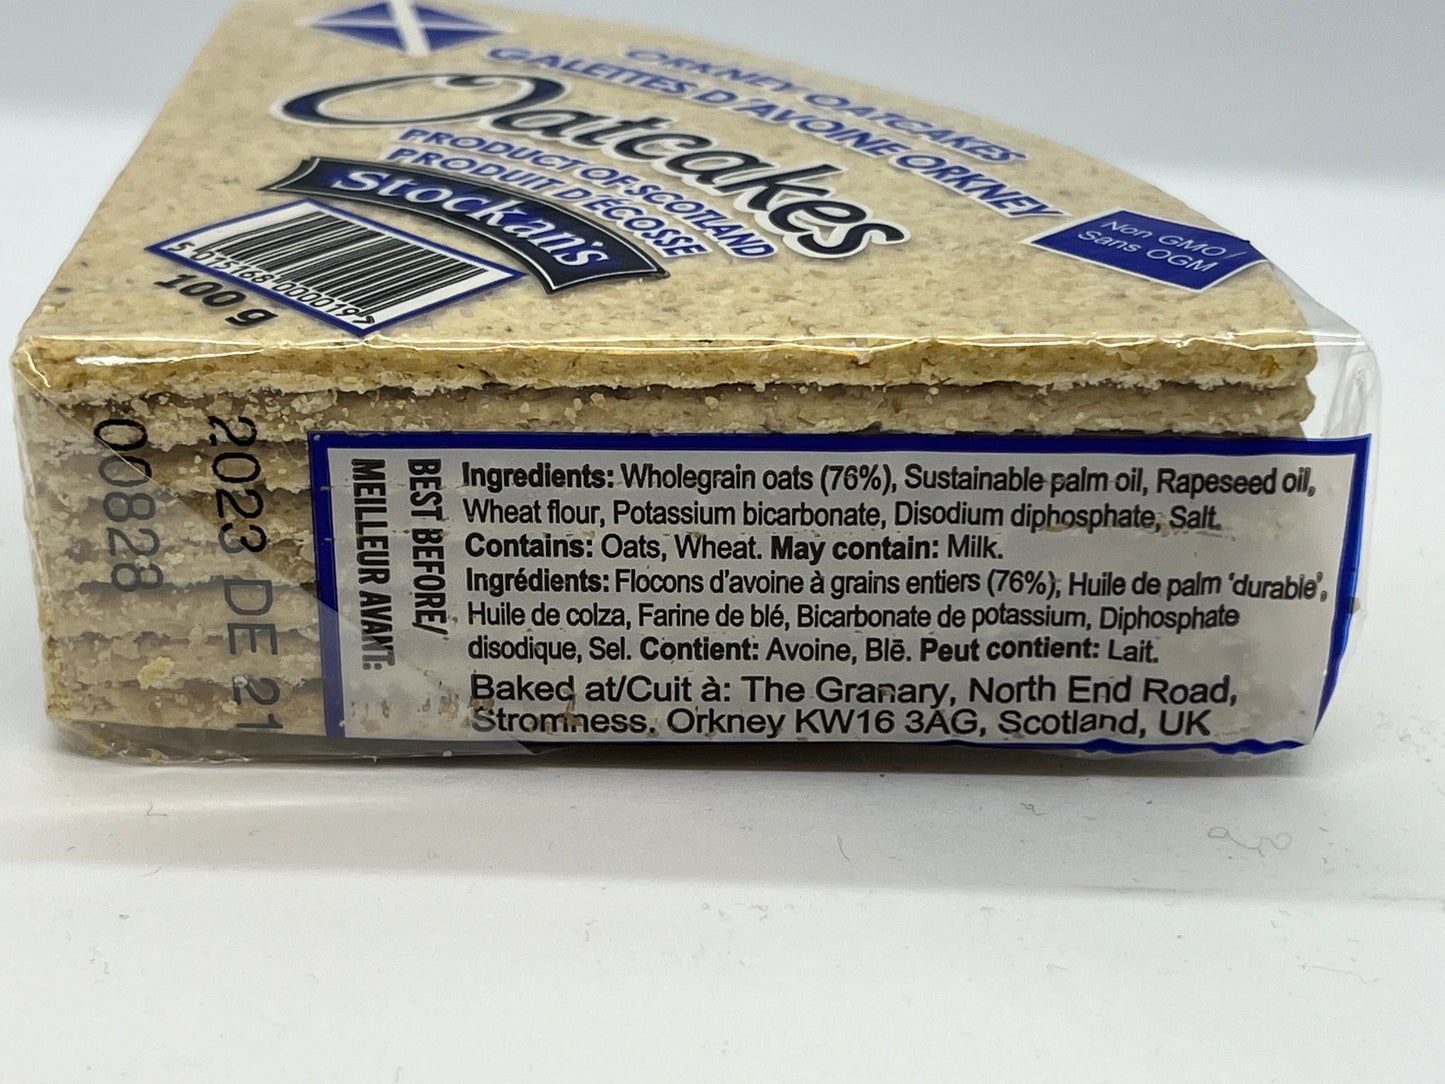 ORKNEY OATCAKES
GALETTES D'AVOINE ORKNEY
Oatcakes
PRODUCT OF SCOTLAND
PRODUIT D'ÉCOSSE
Stockan's
Non GMO/
Sans OGM
100 g
2023 DE 21
00828
BEST BEFORE/
MEILLEUR AVANT:
Ingredients: Wholegrain oats (76%), Sustainable palm oil, Rapeseed oil,
Wheat flour, Potassium bicarbonate, Disodium diphosphate, Salt.
Contains: Oats, Wheat. May contain: Milk.
Ingrédients: Flocons d'avoine à grains entiers (76%), Huile de palm 'durable',
Huile de colza, Farine de blé, Bicarbonate de potassium, Diphosphate
disodique, Sel. Contient: Avoine, Blē. Peut contient: Lait.
Baked at/Cuit à: The Granary, North End Road,
Stromness, Orkney KW16 3AG, Scotland, UK